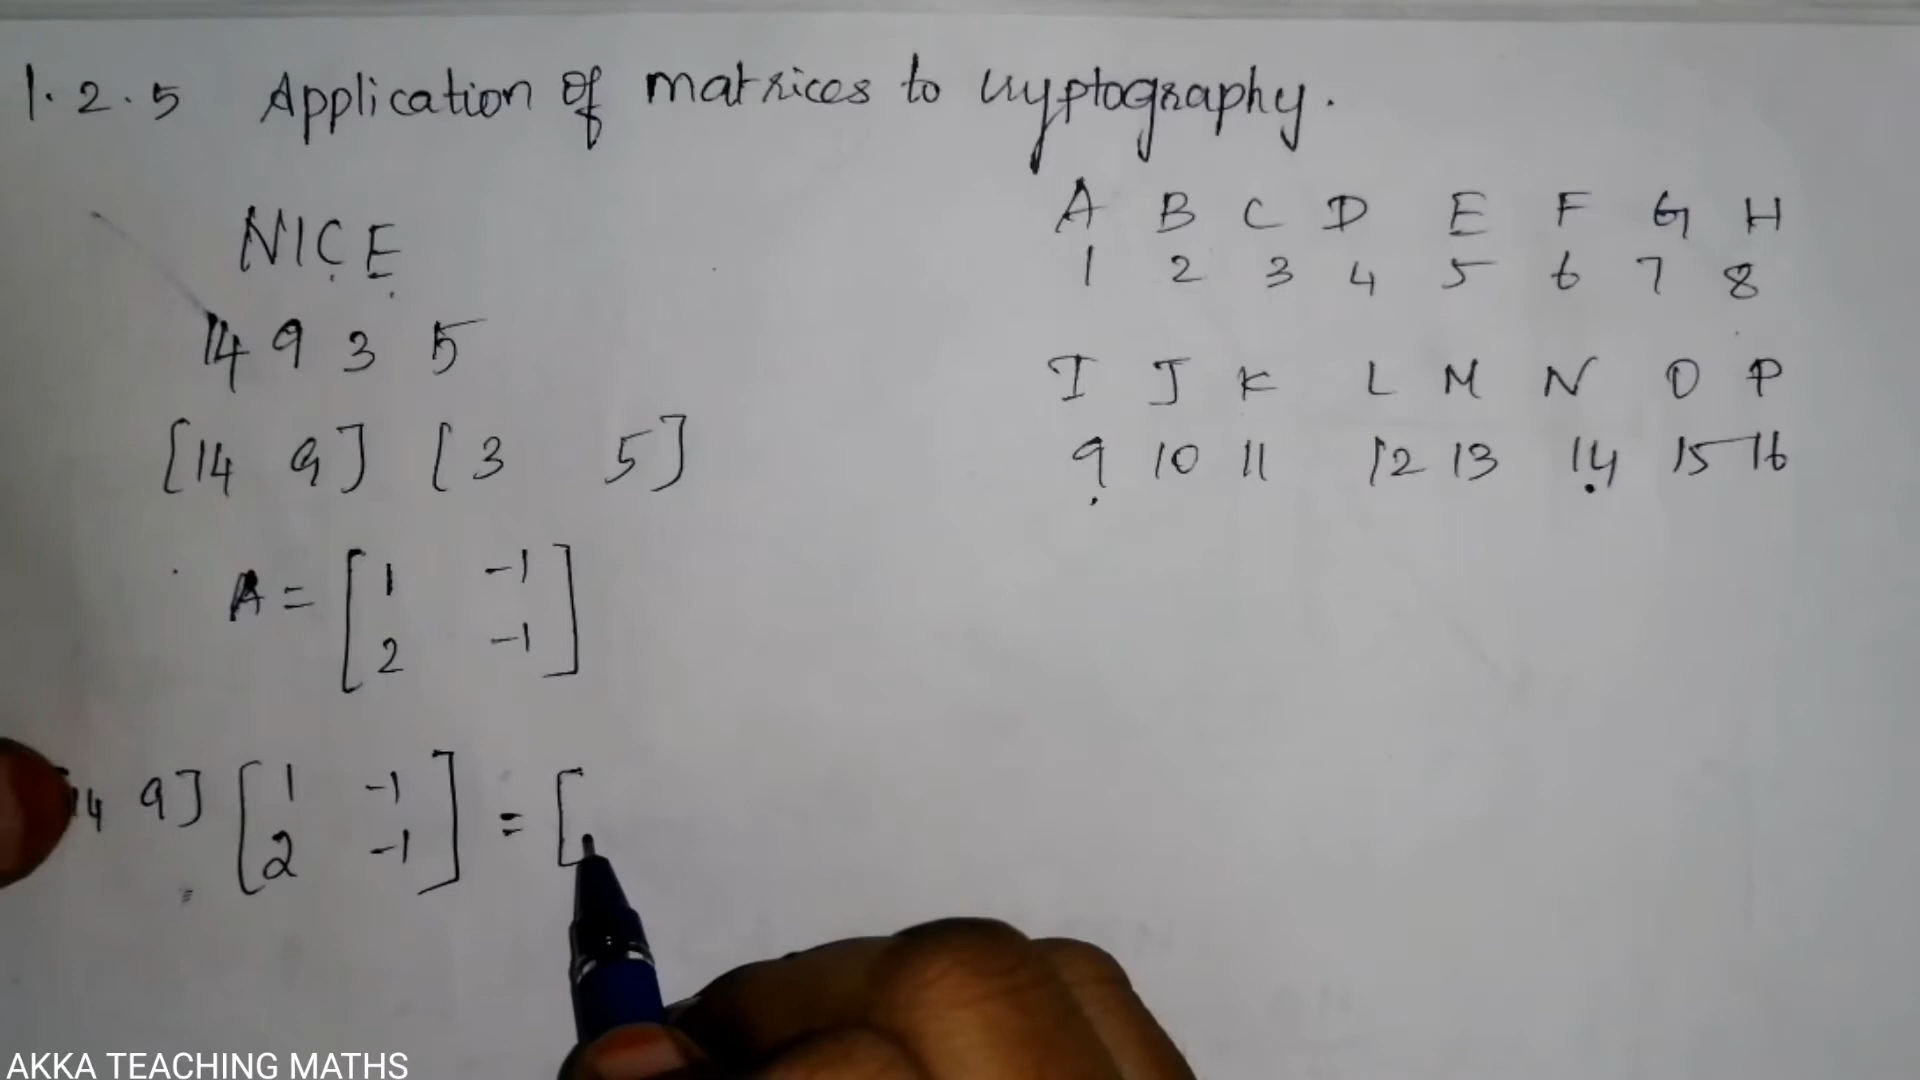 1.2.5 Application of matrices to cryptography.
NICE
14 9 3 5
[14 9] [3 5]
A = [1 -1
2 -1]
A B C D E F G H
1 2 3 4 5 6 7 8
I J K L M N O P
9 10 11 12 13 14 15 16
14 9] [1 -1
2 -1] = [
AKKA TEACHING MATHS